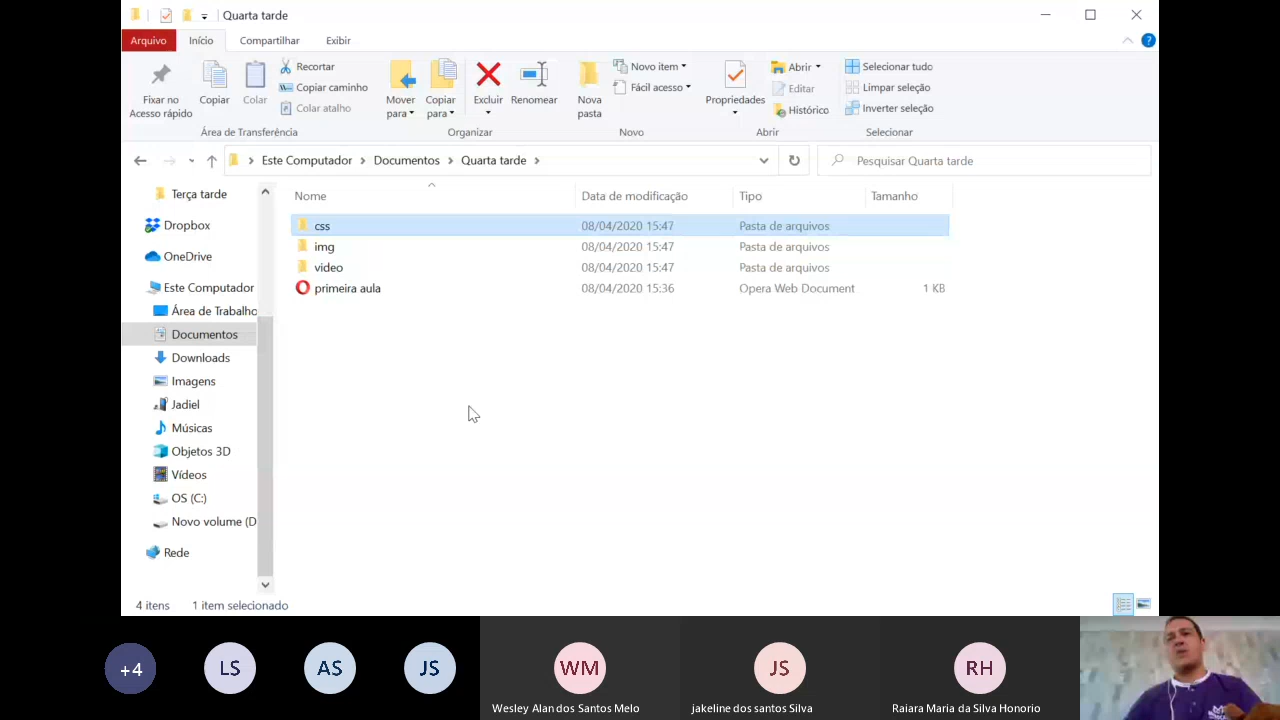 Quarta tarde
Arquivo Início Compartilhar Exibir
?
Fixar no Acesso rápido
Copiar
Colar
Recortar
Copiar caminho
Colar atalho
Área de Transferência
Mover para
Copiar para
Excluir
Renomear
Organizar
Nova pasta
Novo item
Fácil acesso
Novo
Propriedades
Abrir
Editar
Histórico
Abrir
Selecionar tudo
Limpar seleção
Inverter seleção
Selecionar
Este Computador Documentos Quarta tarde
Pesquisar Quarta tarde
Terça tarde
Dropbox
OneDrive
Este Computador
Área de Trabalho
Documentos
Downloads
Imagens
Jadiel
Músicas
Objetos 3D
Vídeos
OS (C:)
Novo volume (D
Rede
Nome Data de modificação Tipo Tamanho
css 08/04/2020 15:47 Pasta de arquivos
img 08/04/2020 15:47 Pasta de arquivos
video 08/04/2020 15:47 Pasta de arquivos
primeira aula 08/04/2020 15:36 Opera Web Document 1 KB
4 itens 1 item selecionado
+4 LS AS JS WM JS RH
Wesley Alan dos Santos Melo jakeline dos santos Silva Raiara Maria da Silva Honorio